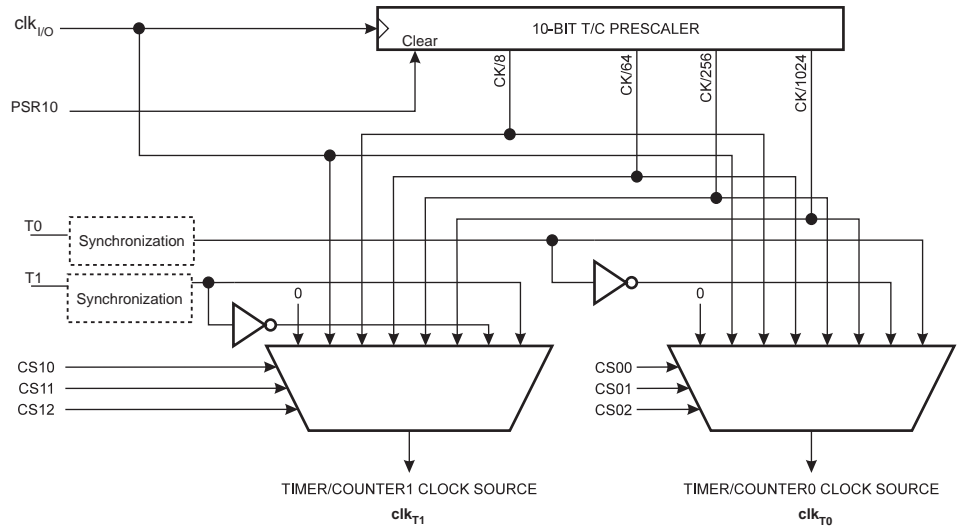 clkI/O
10-BIT T/C PRESCALER
Clear
CK/8
CK/64
CK/256
CK/1024
PSR10
T0
Synchronization
T1
Synchronization
0
0
CS10
CS11
CS12
CS00
CS01
CS02
TIMER/COUNTER1 CLOCK SOURCE
clkT1
TIMER/COUNTER0 CLOCK SOURCE
clkT0